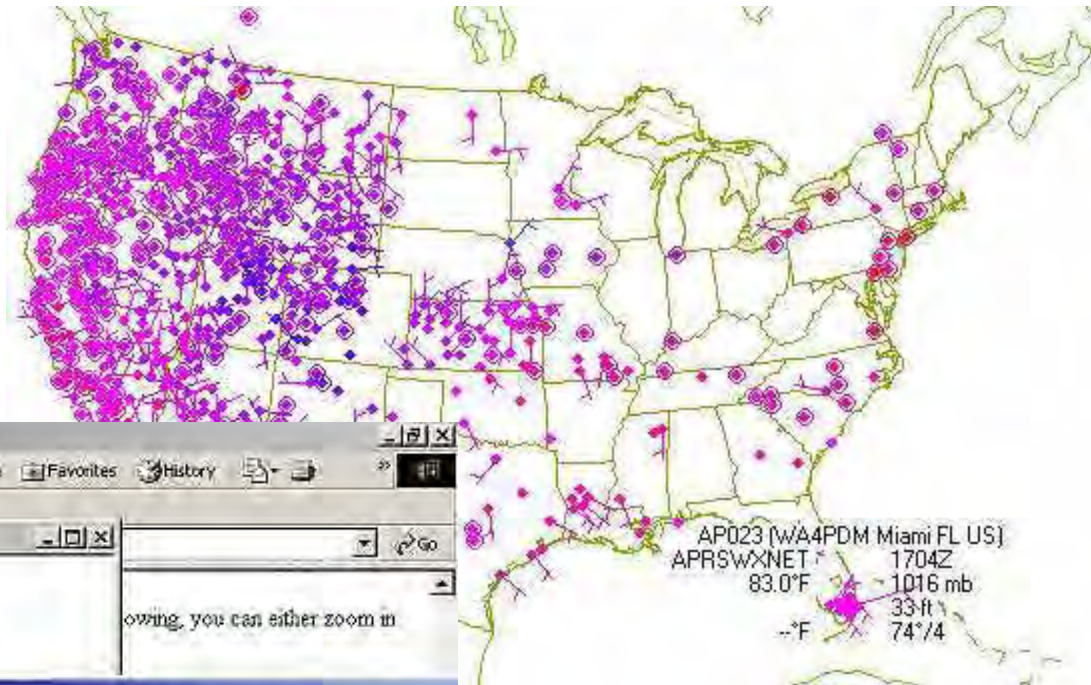 Favorites History
Go
owing, you can either zoom in
AP023 (WA4PDM Miami FL US)
APRSWXNET 1704Z
83.0°F 1016 mb
33 ft
--°F 74°/4